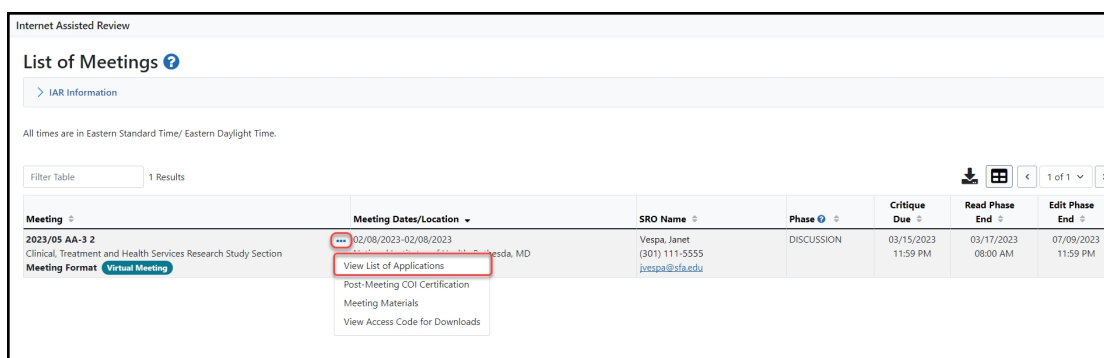 Internet Assisted Review
List of Meetings ?
> IAR Information
All times are in Eastern Standard Time/ Eastern Daylight Time.
Filter Table 1 Results < 1 of 1
Meeting Meeting Dates/Location SRO Name Phase ? Critique Due Read Phase End Edit Phase End
2023/05 AA-3 2 ... 02/08/2023-02/08/2023 Vespa, Janet DISCUSSION 03/15/2023 03/17/2023 07/09/2023
Clinical, Treatment and Health Services Research Study Section MD (301) 111-5555 11:59 PM 08:00 AM 11:59 PM
Meeting Format Virtual Meeting View List of Applications jvespa@sfa.edu
Post-Meeting COI Certification
Meeting Materials
View Access Code for Downloads